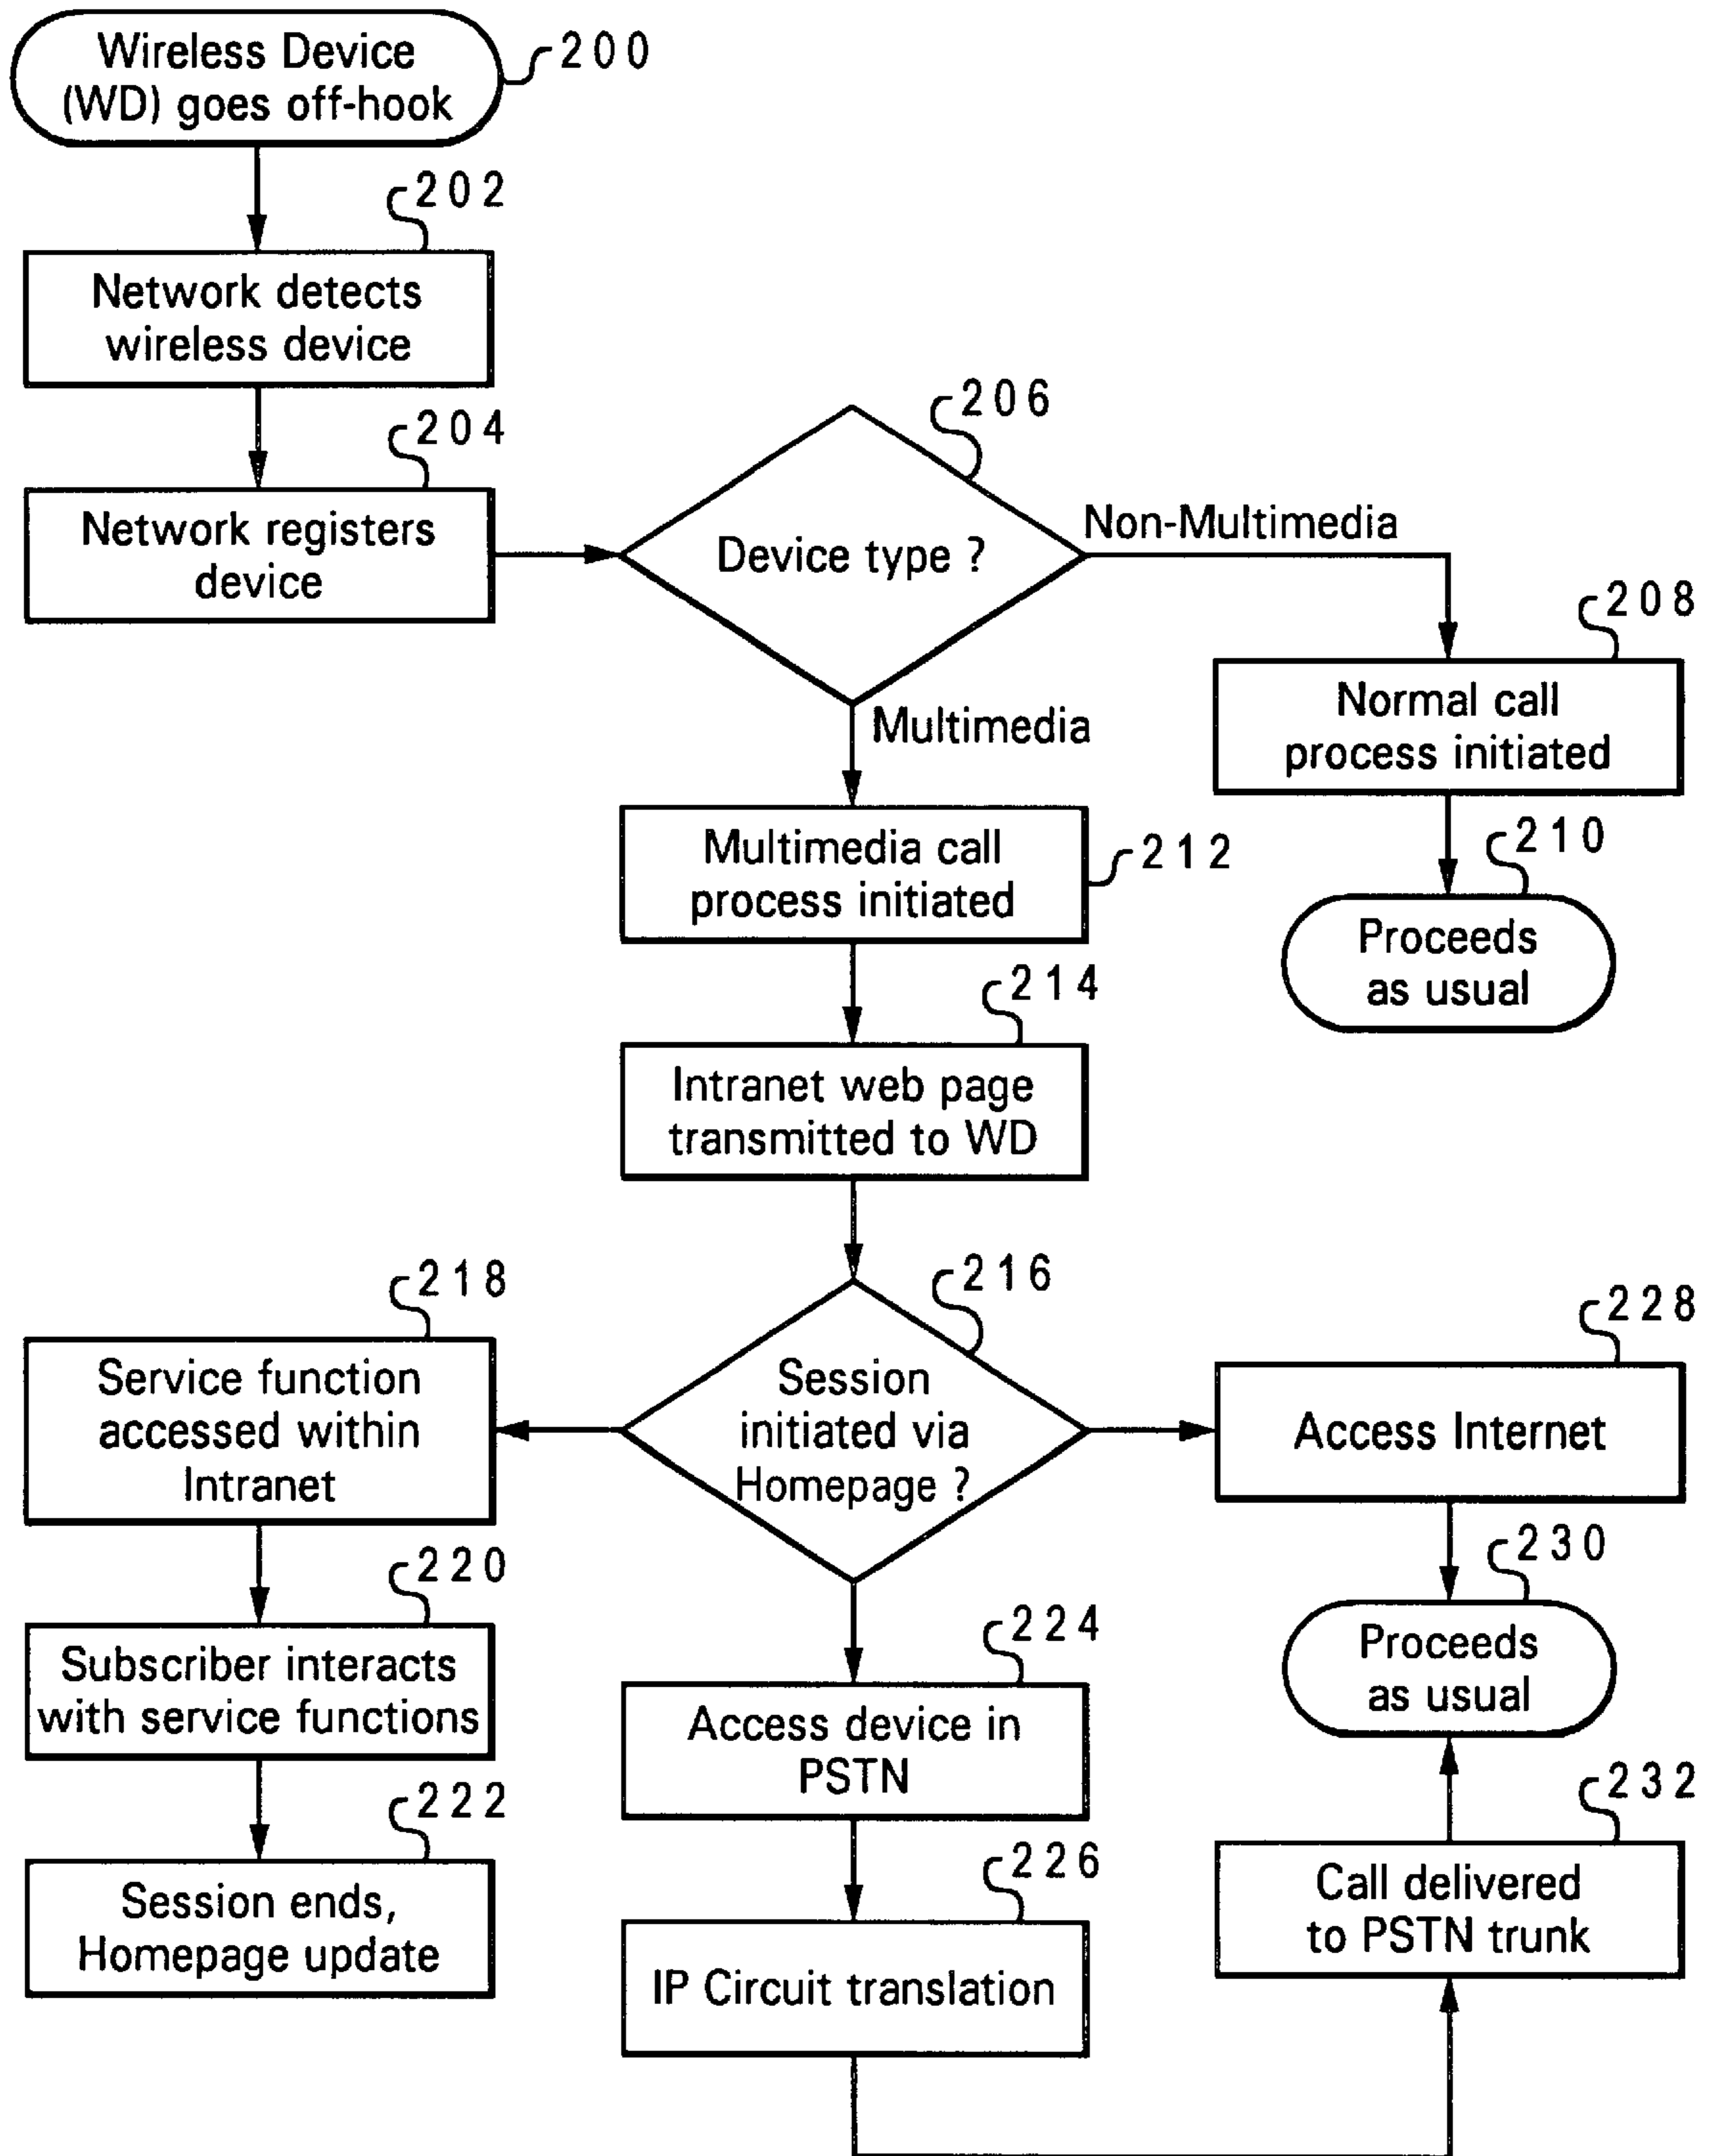 Wireless Device
(WD) goes off-hook
200
202
Network detects
wireless device
204
Network registers
device
206
Device type ?
Non-Multimedia
Multimedia
208
Normal call
process initiated
210
Proceeds
as usual
212
Multimedia call
process initiated
214
Intranet web page
transmitted to WD
216
Session
initiated via
Homepage ?
218
Service function
accessed within
Intranet
220
Subscriber interacts
with service functions
222
Session ends,
Homepage update
224
Access device in
PSTN
226
IP Circuit translation
228
Access Internet
230
Proceeds
as usual
232
Call delivered
to PSTN trunk